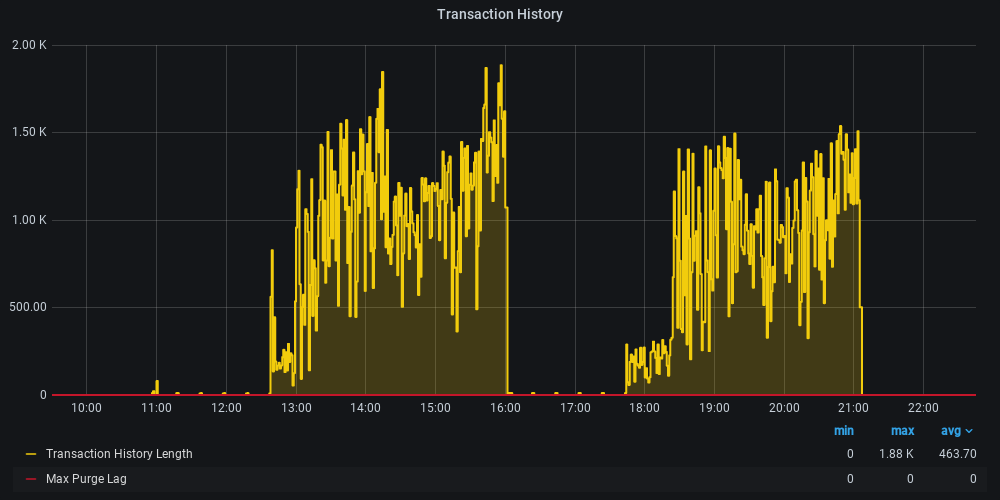 Transaction History
2.00 K
1.50 K
1.00 K
500.00
0
10:00 11:00 12:00 13:00 14:00 15:00 16:00 17:00 18:00 19:00 20:00 21:00 22:00
min max avg
Transaction History Length 0 1.88 K 463.70
Max Purge Lag 0 0 0